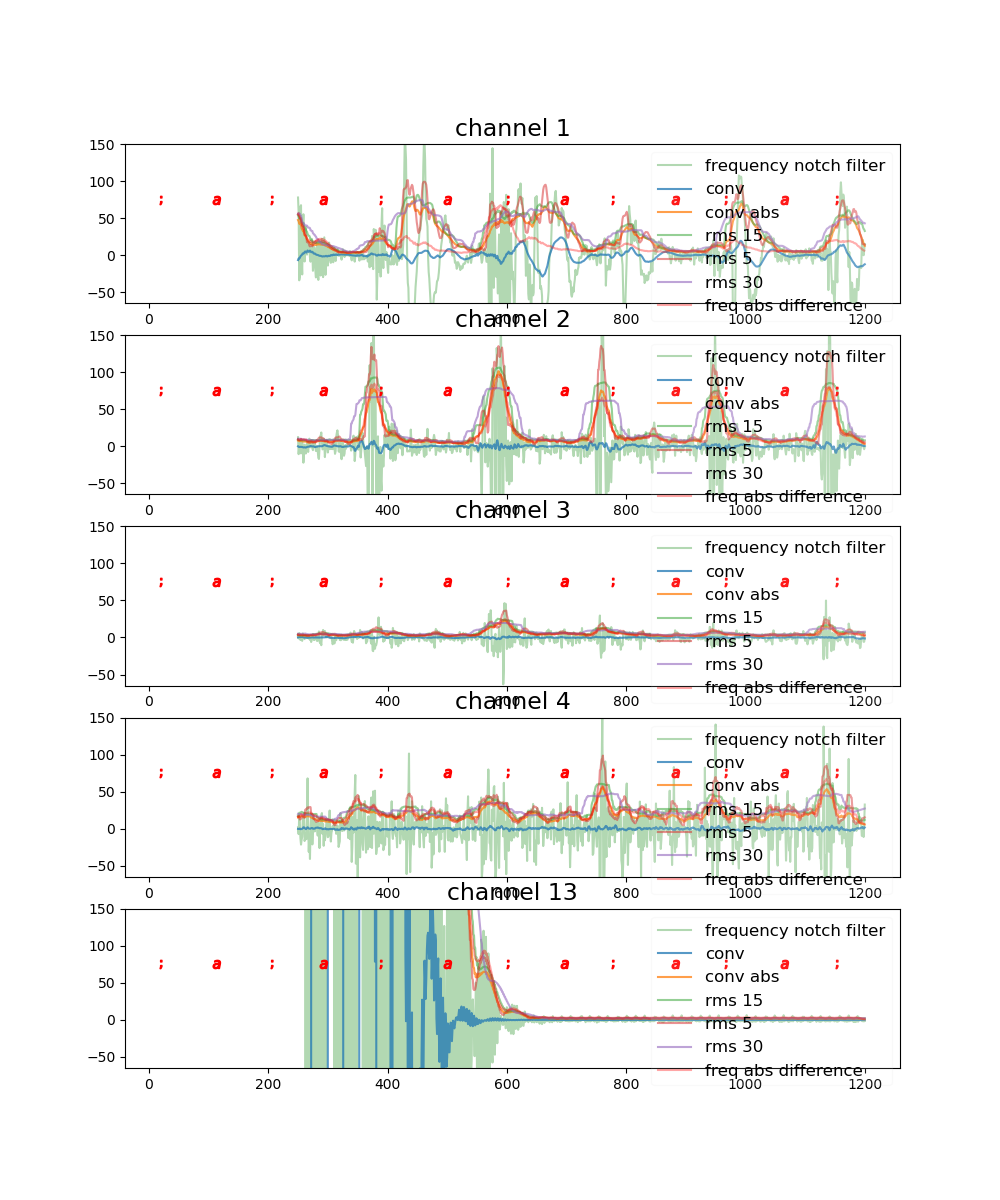 channel 1
150
100
50
0
−50
; a ; a ; a ; a ; a ; a ;
frequency notch filter
conv
conv abs
rms 15
rms 5
rms 30
freq abs difference
0 200 400 600 800 1000 1200
channel 2
150
100
50
0
−50
; a ; a ; a ; a ; a ; a ;
frequency notch filter
conv
conv abs
rms 15
rms 5
rms 30
freq abs difference
0 200 400 600 800 1000 1200
channel 3
150
100
50
0
−50
; a ; a ; a ; a ; a ; a ;
frequency notch filter
conv
conv abs
rms 15
rms 5
rms 30
freq abs difference
0 200 400 600 800 1000 1200
channel 4
150
100
50
0
−50
; a ; a ; a ; a ; a ; a ;
frequency notch filter
conv
conv abs
rms 15
rms 5
rms 30
freq abs difference
0 200 400 600 800 1000 1200
channel 13
150
100
50
0
−50
; a ; a ; a ; a ; a ; a ;
frequency notch filter
conv
conv abs
rms 15
rms 5
rms 30
freq abs difference
0 200 400 600 800 1000 1200